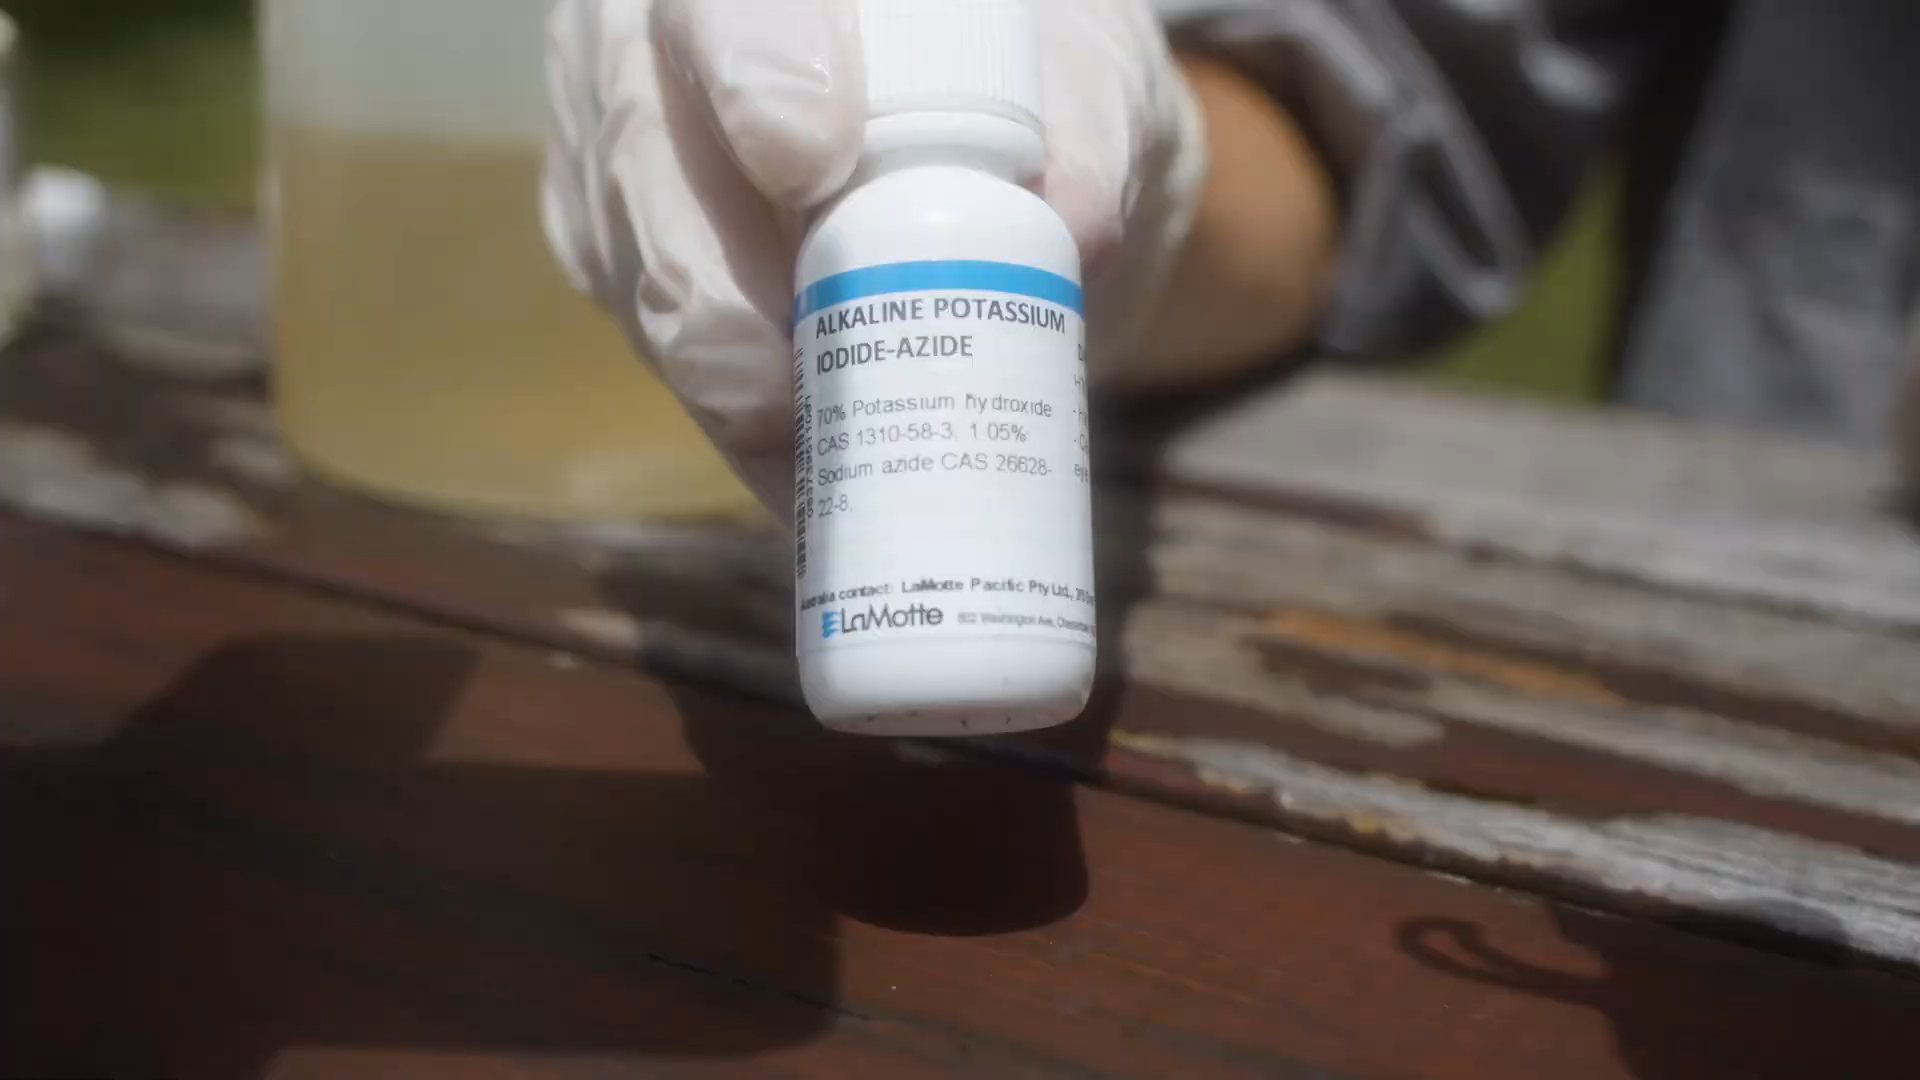 ALKALINE POTASSIUM
IODIDE-AZIDE
70% Potassium hydroxide
CAS 1310-58-3, 1.05%
Sodium azide CAS 26628-
22-8.
Australia contact: LaMotte Pacific Pty Ltd.,
LaMotte 802 Washington Ave,